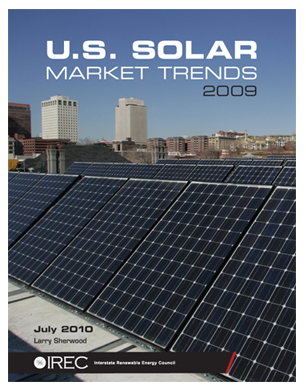 U.S. SOLAR
MARKET TRENDS
2009
July 2010
Larry Sherwood
IREC Interstate Renewable Energy Council